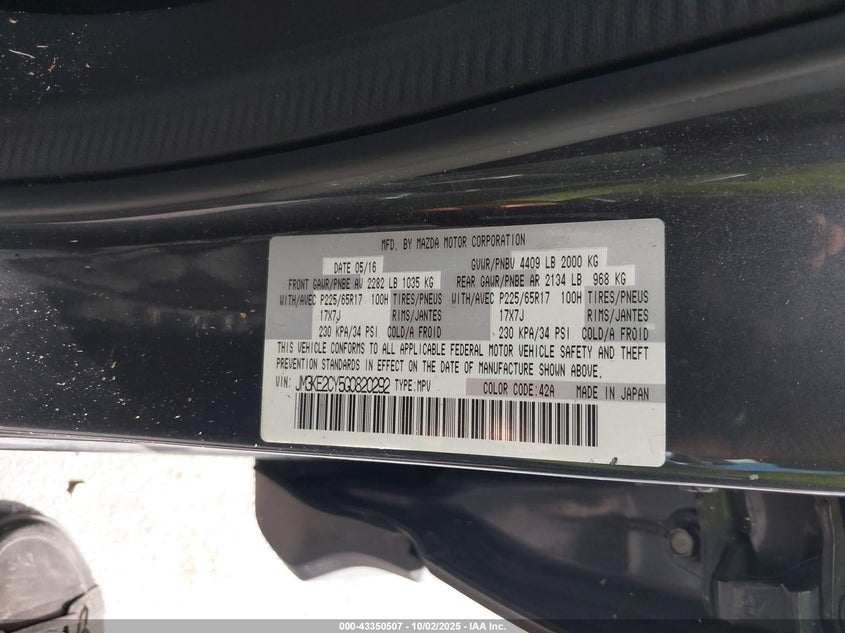 MFD. BY MAZDA MOTOR CORPORATION
DATE 05/16 GVWR/PNBV 4409 LB 2000 KG
FRONT GAWR/PNBE AV 2282 LB 1035 KG REAR GAWR/PNBE AR 2134 LB 968 KG
WITH/AVEC P225/65R17 100H TIRES/PNEUS WITH/AVEC P225/65R17 100H TIRES/PNEUS
17X7J RIMS/JANTES 17X7J RIMS/JANTES
230 KPA/34 PSI COLD/A FROID 230 KPA/34 PSI COLD/A FROID
THIS VEHICLE CONFORMS TO ALL APPLICABLE FEDERAL MOTOR VEHICLE SAFETY AND THEFT
PREVENTION STANDARDS IN EFFECT ON THE DATE OF MANUFACTURE SHOWN ABOVE.
VIN: JM3KE2CY5G0820292 TYPE:MPV COLOR CODE:42A MADE IN JAPAN
000-43350507 - 10/02/2025 - IAA Inc.